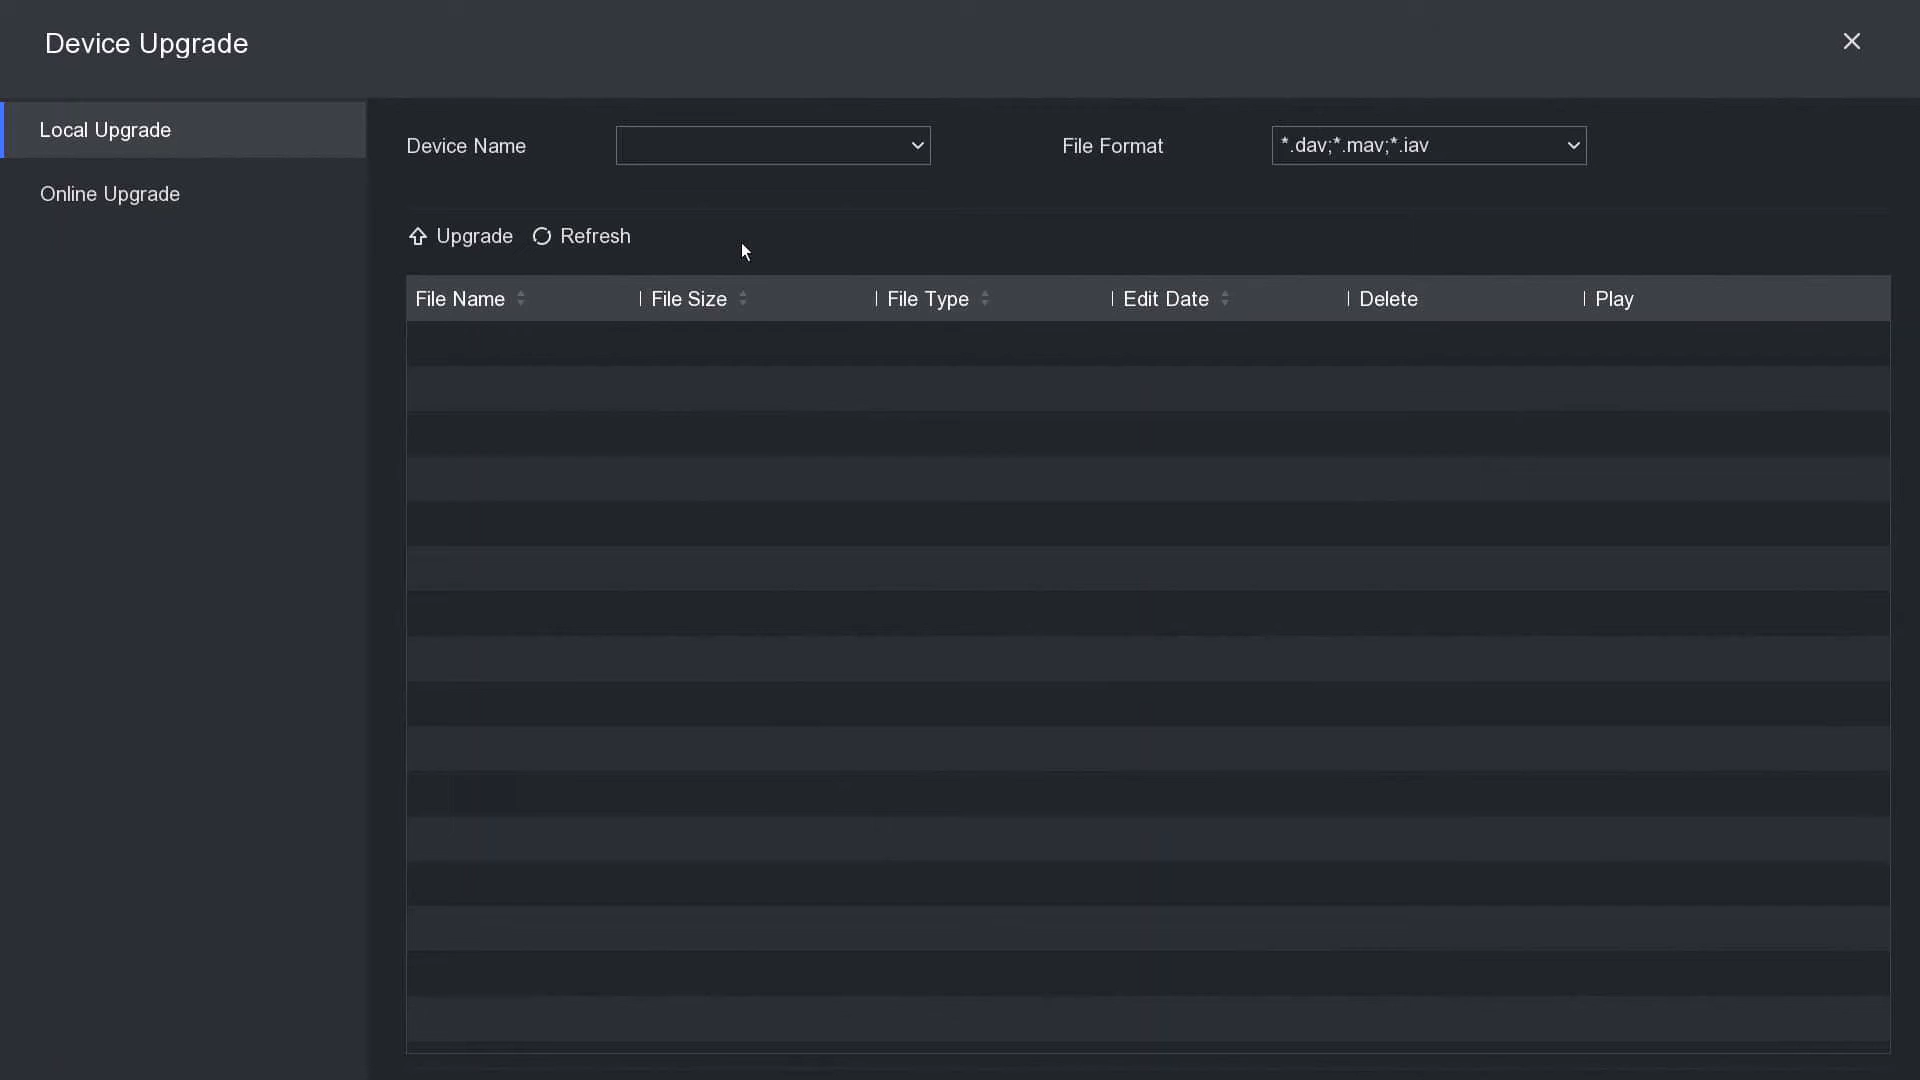 Device Upgrade
Local Upgrade
Online Upgrade
Device Name
File Format *.dav;*.mav;*.iav
Upgrade Refresh
File Name | File Size | File Type | Edit Date | Delete | Play